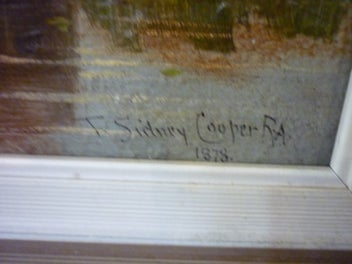 T. Sidney Cooper RA
1878.